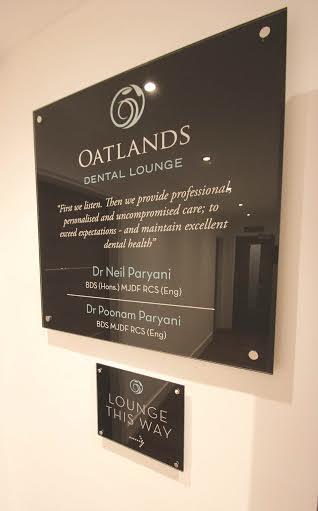 OATLANDS
DENTAL LOUNGE
"First we listen. Then we provide professional,
personalised and uncompromised care; to
exceed expectations - and maintain excellent
dental health"
Dr Neil Paryani
BDS (Hons.) MJDF RCS (Eng)
Dr Poonam Paryani
BDS MJDF RCS (Eng)
LOUNGE
THIS WAY